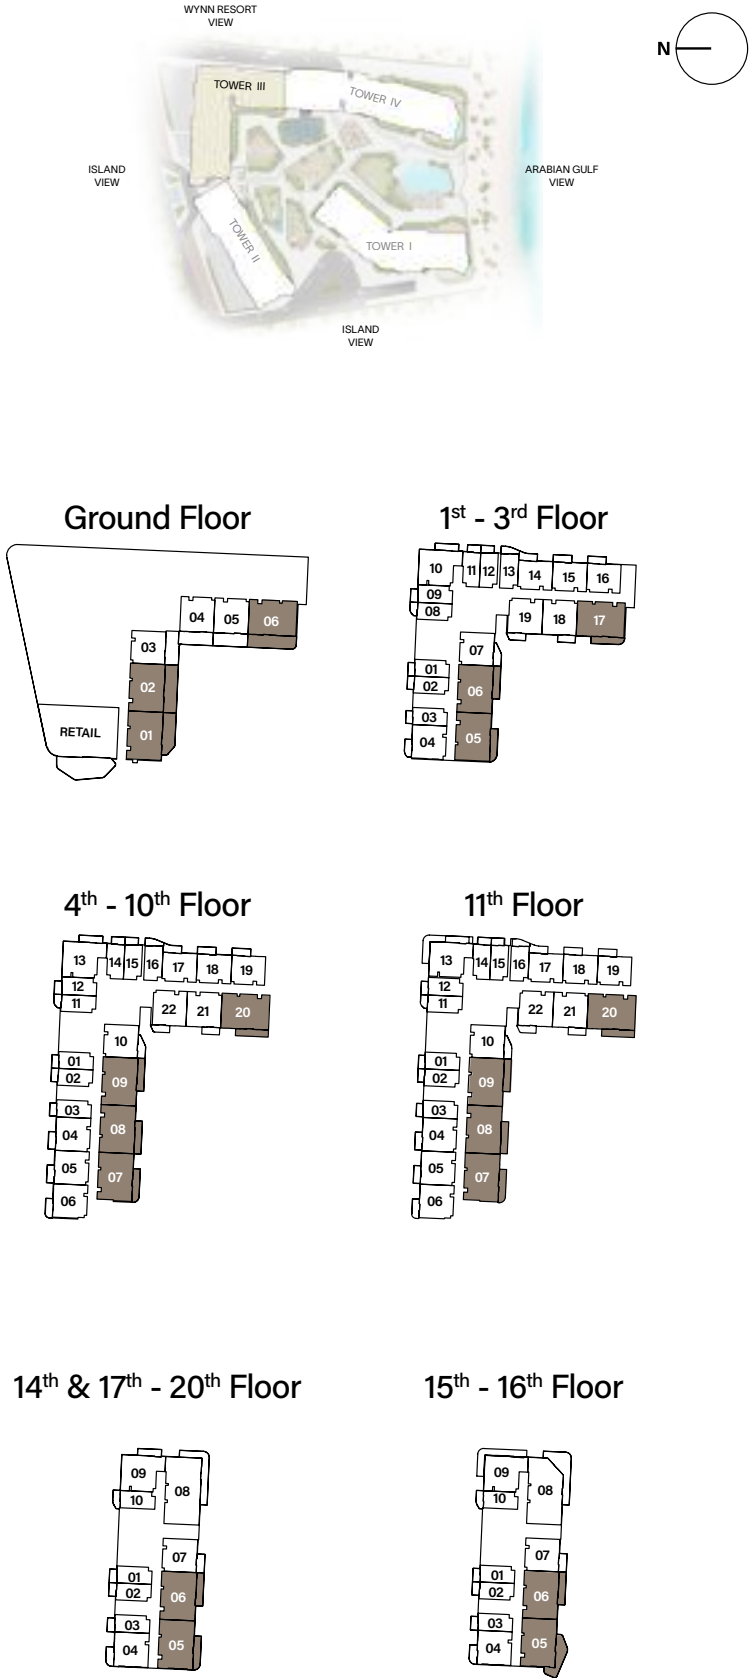 WYNN RESORT
VIEW
N
TOWER III
TOWER IV
ISLAND
VIEW
ARABIAN GULF
VIEW
TOWER II
TOWER I
ISLAND
VIEW
Ground Floor
04 05 06
03
02
RETAIL 01
1st - 3rd Floor
10 11 12 13 14 15 16
09
08 19 18 17
07
01
02 06
03
04 05
4th - 10th Floor
13 14 15 16 17 18 19
12
11 22 21 20
10
01
02 09
03
04 08
05
07
06
11th Floor
13 14 15 16 17 18 19
12
11 22 21 20
10
01
02 09
03
04 08
05
07
06
14th & 17th - 20th Floor
09
08
10
07
01
02 06
03
04 05
15th - 16th Floor
09
08
10
07
01
02 06
03
04 05